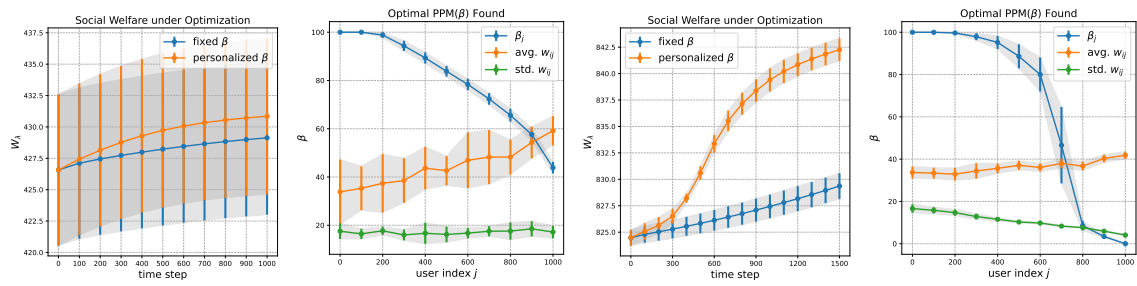 Social Welfare under Optimization
437.5
435.0
432.5
430.0
427.5
425.0
422.5
420.0
W_λ
fixed β
personalized β
0 100 200 300 400 500 600 700 800 900 1000
time step
Optimal PPM(β) Found
100
80
60
40
20
β
β_j
avg. w_ij
std. w_ij
0 200 400 600 800 1000
user index j
Social Welfare under Optimization
842.5
840.0
837.5
835.0
832.5
830.0
827.5
825.0
W_λ
fixed β
personalized β
0 300 600 900 1200 1500
time step
Optimal PPM(β) Found
100
80
60
40
20
0
β
β_j
avg. w_ij
std. w_ij
0 200 400 600 800 1000
user index j